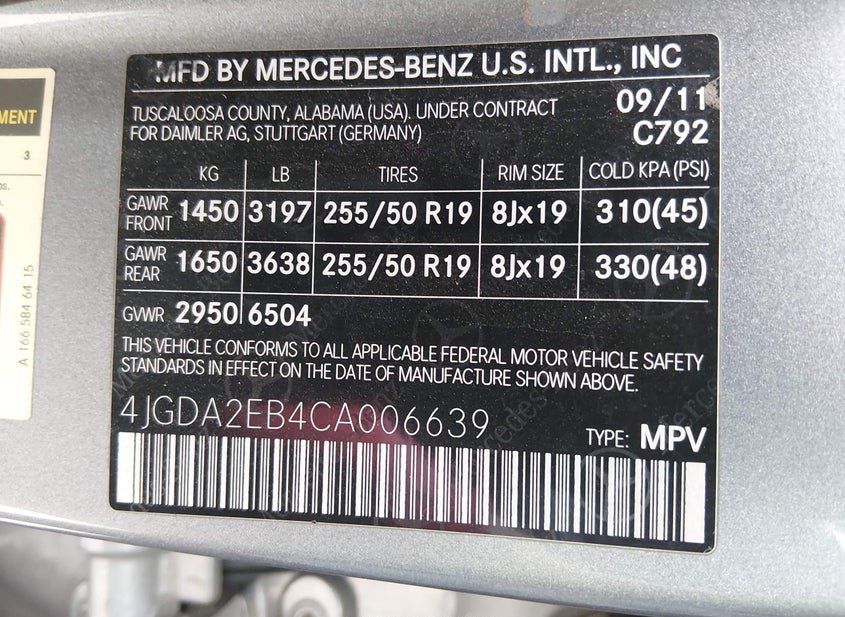 MFD BY MERCEDES-BENZ U.S. INTL., INC
TUSCALOOSA COUNTY, ALABAMA (USA). UNDER CONTRACT
FOR DAIMLER AG, STUTTGART (GERMANY)
09/11
C792
KG LB TIRES RIM SIZE COLD KPA (PSI)
GAWR FRONT 1450 3197 255/50 R19 8Jx19 310(45)
GAWR REAR 1650 3638 255/50 R19 8Jx19 330(48)
GVWR 2950 6504
THIS VEHICLE CONFORMS TO ALL APPLICABLE FEDERAL MOTOR VEHICLE SAFETY
STANDARDS IN EFFECT ON THE DATE OF MANUFACTURE SHOWN ABOVE.
4JGDA2EB4CA006639
TYPE: MPV
3
A 166 584 64 15